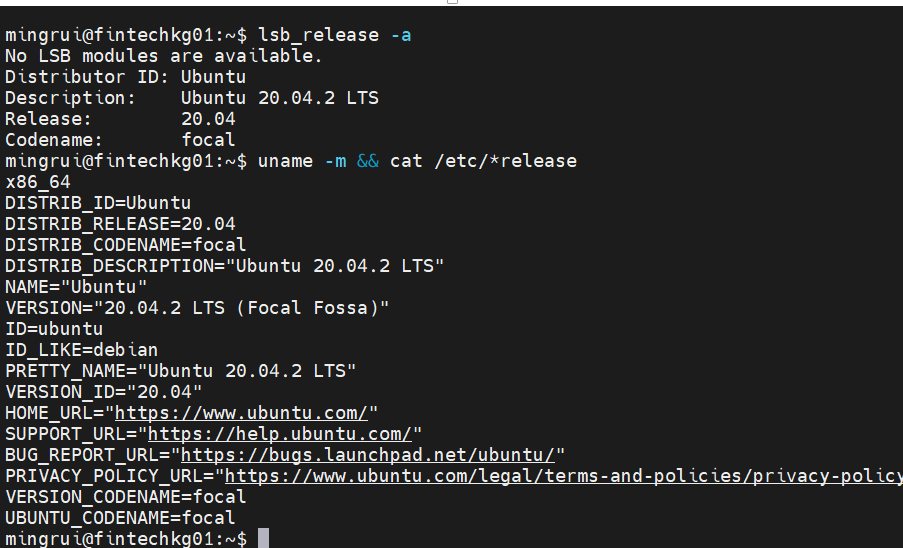 mingrui@fintechkg01:~$ lsb_release -a
No LSB modules are available.
Distributor ID: Ubuntu
Description:    Ubuntu 20.04.2 LTS
Release:        20.04
Codename:       focal
mingrui@fintechkg01:~$ uname -m && cat /etc/*release
x86_64
DISTRIB_ID=Ubuntu
DISTRIB_RELEASE=20.04
DISTRIB_CODENAME=focal
DISTRIB_DESCRIPTION="Ubuntu 20.04.2 LTS"
NAME="Ubuntu"
VERSION="20.04.2 LTS (Focal Fossa)"
ID=ubuntu
ID_LIKE=debian
PRETTY_NAME="Ubuntu 20.04.2 LTS"
VERSION_ID="20.04"
HOME_URL="https://www.ubuntu.com/"
SUPPORT_URL="https://help.ubuntu.com/"
BUG_REPORT_URL="https://bugs.launchpad.net/ubuntu/"
PRIVACY_POLICY_URL="https://www.ubuntu.com/legal/terms-and-policies/privacy-policy
VERSION_CODENAME=focal
UBUNTU_CODENAME=focal
mingrui@fintechkg01:~$